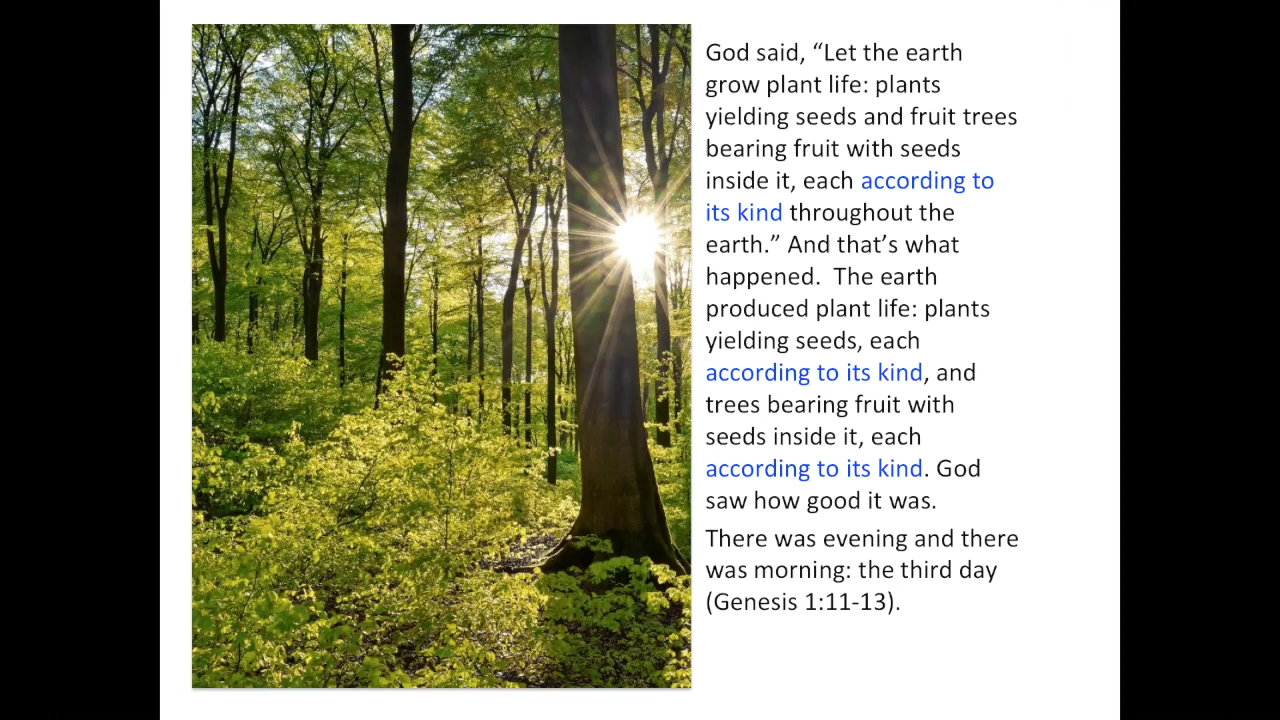 God said, “Let the earth
grow plant life: plants
yielding seeds and fruit trees
bearing fruit with seeds
inside it, each according to
its kind throughout the
earth.” And that’s what
happened.  The earth
produced plant life: plants
yielding seeds, each
according to its kind, and
trees bearing fruit with
seeds inside it, each
according to its kind. God
saw how good it was.
There was evening and there
was morning: the third day
(Genesis 1:11-13).